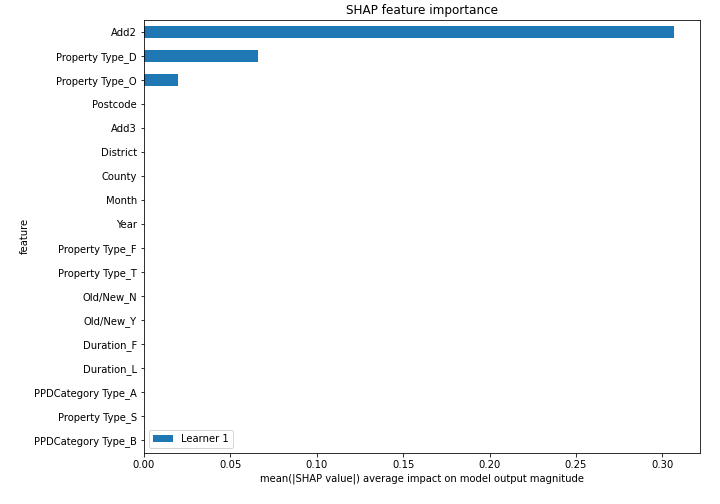 SHAP feature importance
Add2
Property Type_D
Property Type_O
Postcode
Add3
District
County
Month
Year
Property Type_F
Property Type_T
Old/New_N
Old/New_Y
Duration_F
Duration_L
PPDCategory Type_A
Property Type_S
PPDCategory Type_B
feature
Learner 1
0.00 0.05 0.10 0.15 0.20 0.25 0.30
mean(|SHAP value|) average impact on model output magnitude